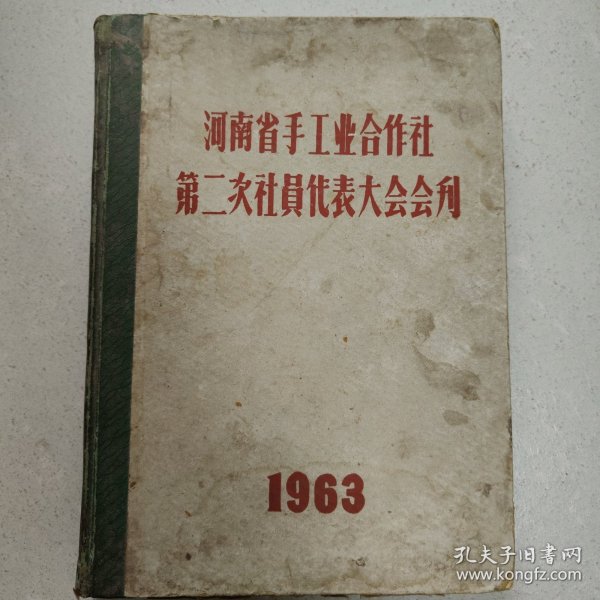 河南省手工业合作社
第二次社員代表大会会刋
1963
孔夫子旧书网
www.kongfz.com